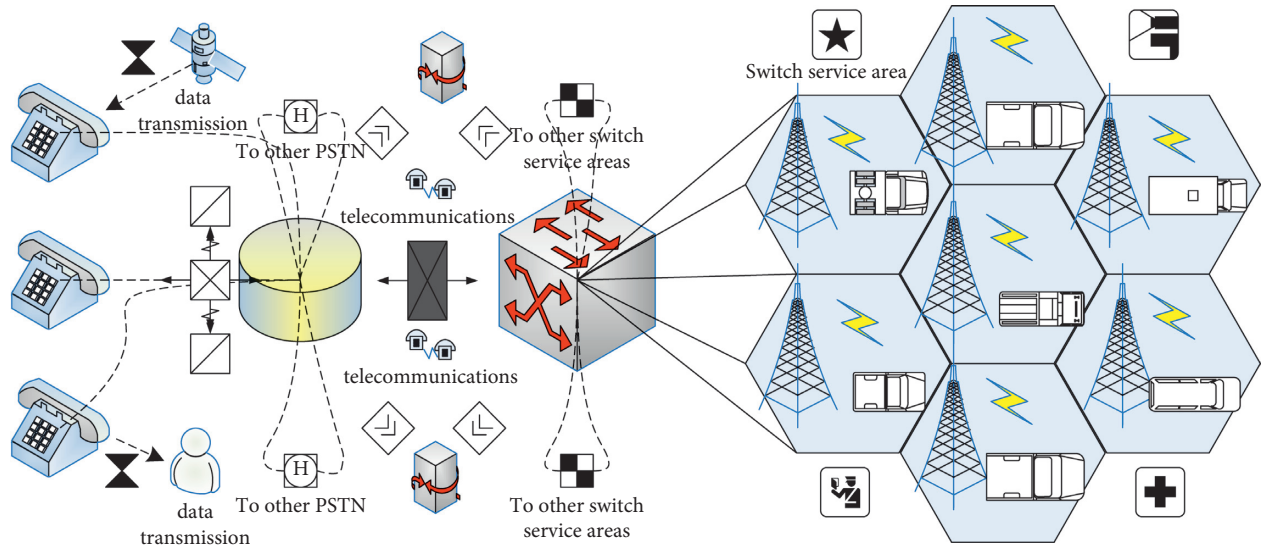 Switch service area
data
transmission
H
To other PSTN
To other switch
service areas
telecommunications
telecommunications
H
To other PSTN
To other switch
service areas
data
transmission